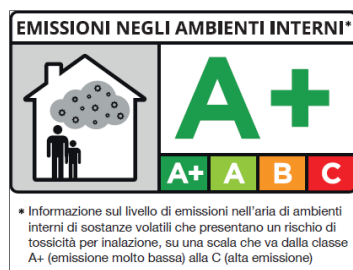 EMISSIONI NEGLI AMBIENTI INTERNI*
A+
A+ A B C
* Informazione sul livello di emissioni nell'aria di ambienti
interni di sostanze volatili che presentano un rischio di
tossicità per inalazione, su una scala che va dalla classe
A+ (emissione molto bassa) alla C (alta emissione)